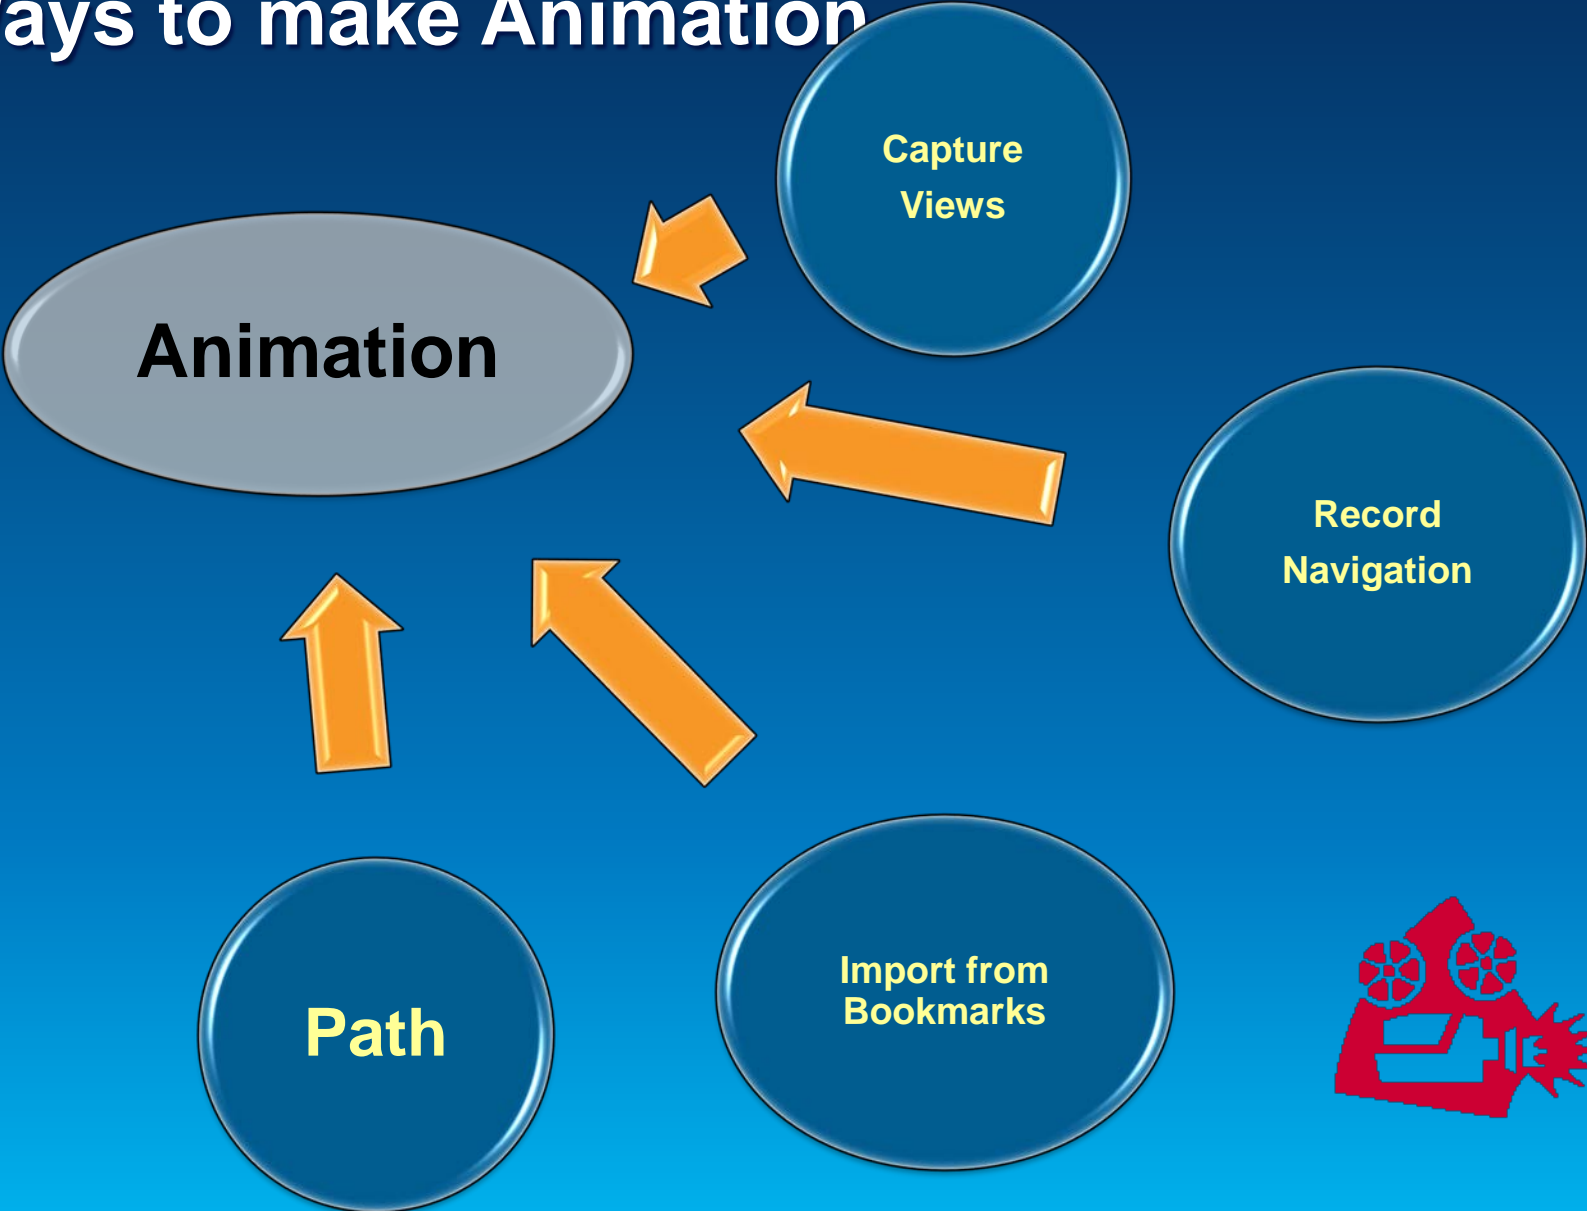 ays to make Animation
Capture
Views
Animation
Record
Navigation
Import from
Bookmarks
Path